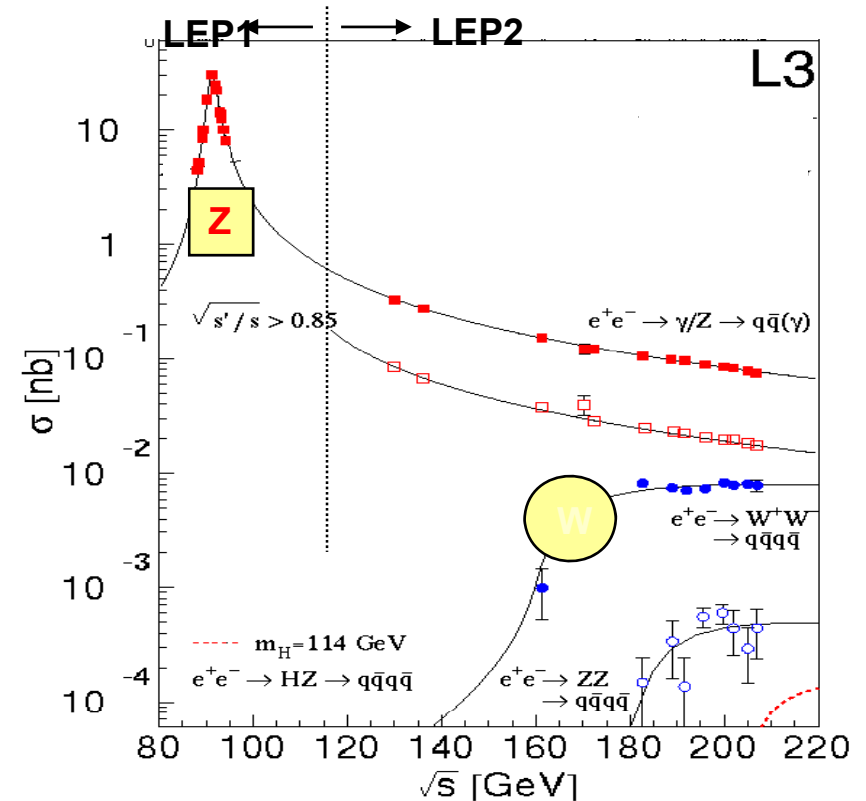 LEP1 LEP2
L3
10
1
10⁻¹
10⁻²
10⁻³
10⁻⁴
σ [nb]
Z
√s′/s > 0.85
e⁺e⁻ → γ/Z → qq̄(γ)
W
e⁺e⁻ → W⁺W
→ qq̄qq̄
m_H=114 GeV
e⁺e⁻ → HZ → qq̄qq̄
e⁺e⁻ → ZZ
→ qq̄qq̄
80 100 120 140 160 180 200 220
√s [GeV]